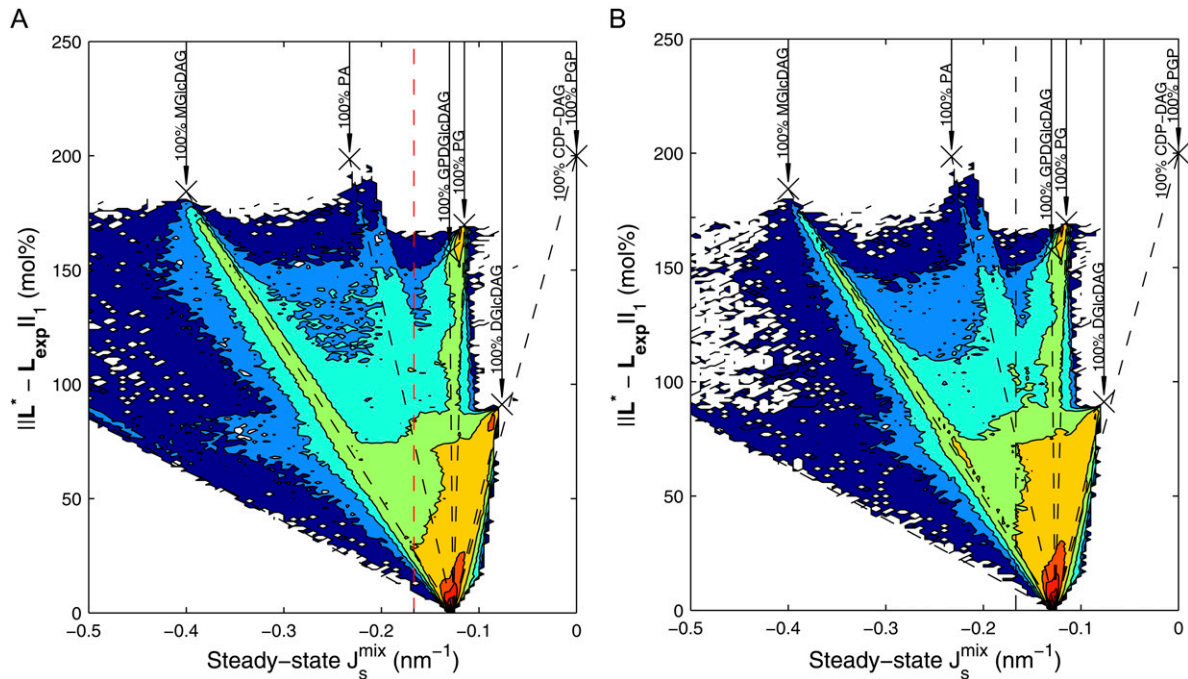 A
250
200
150
100
50
0
||L* - Lexp||1 (mol%)
100% MGlcDAG
100% PA
100% GPDGlcDAG
100% PG
100% DGlcDAG
100% CDP-DAG
100% PGP
-0.5
-0.4
-0.3
-0.2
-0.1
0
Steady-state Jsmix (nm-1)
B
250
200
150
100
50
0
||L* - Lexp||1 (mol%)
100% MGlcDAG
100% PA
100% GPDGlcDAG
100% PG
100% DGlcDAG
100% CDP-DAG
100% PGP
-0.5
-0.4
-0.3
-0.2
-0.1
0
Steady-state Jsmix (nm-1)